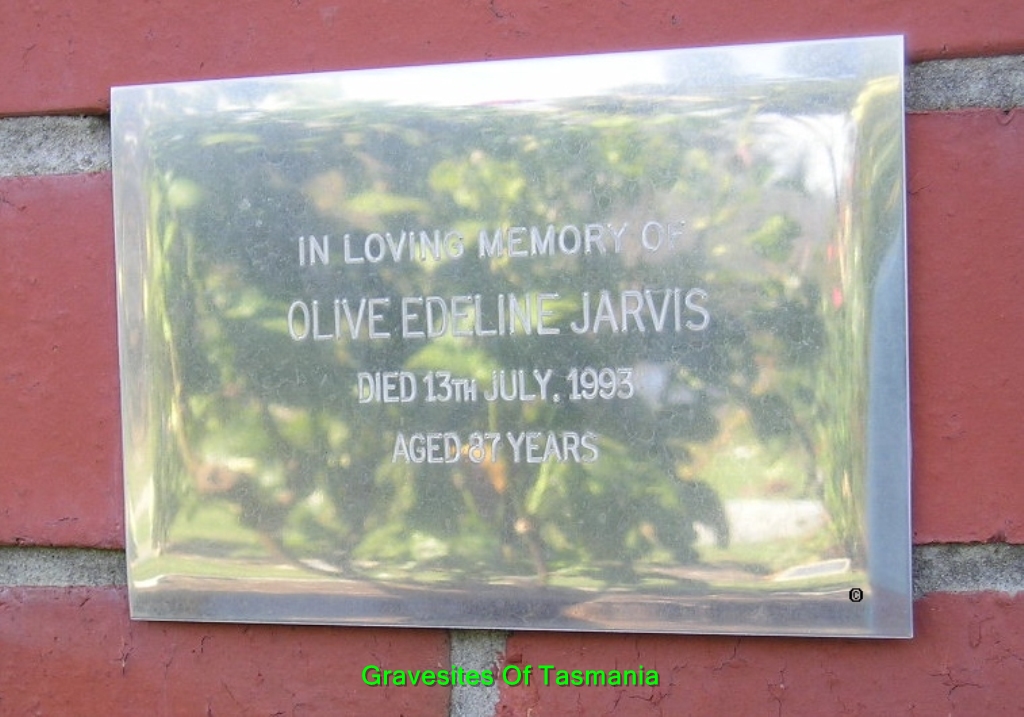 IN LOVING MEMORY OF
OLIVE EDELINE JARVIS
DIED 13TH JULY, 1993
AGED 87 YEARS
©
Gravesites Of Tasmania